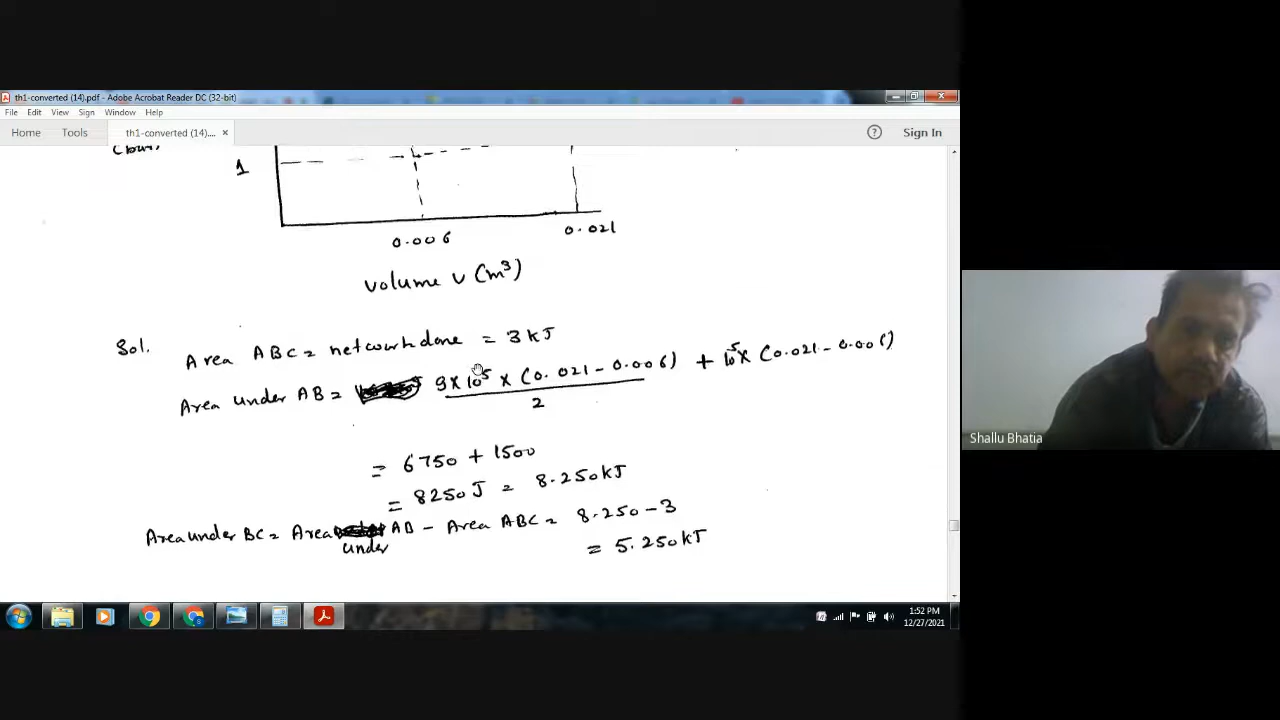 th1-converted (14).pdf - Adobe Acrobat Reader DC (32-bit)
File Edit View Sign Window Help
Home Tools th1-converted (14).... × ? Sign In
(bar)
1
0.006 0.021
volume v (m³)
Sol. Area ABC = net work done = 3 kJ
Area under AB = 9 × 10⁵ × (0.021 - 0.006) / 2 + 10⁵ × (0.021 - 0.006)
= 6750 + 1500
= 8250 J = 8.250 kJ
Area under BC = Area under AB - Area ABC = 8.250 - 3
= 5.250 kJ
Shallu Bhatia
1:52 PM
12/27/2021